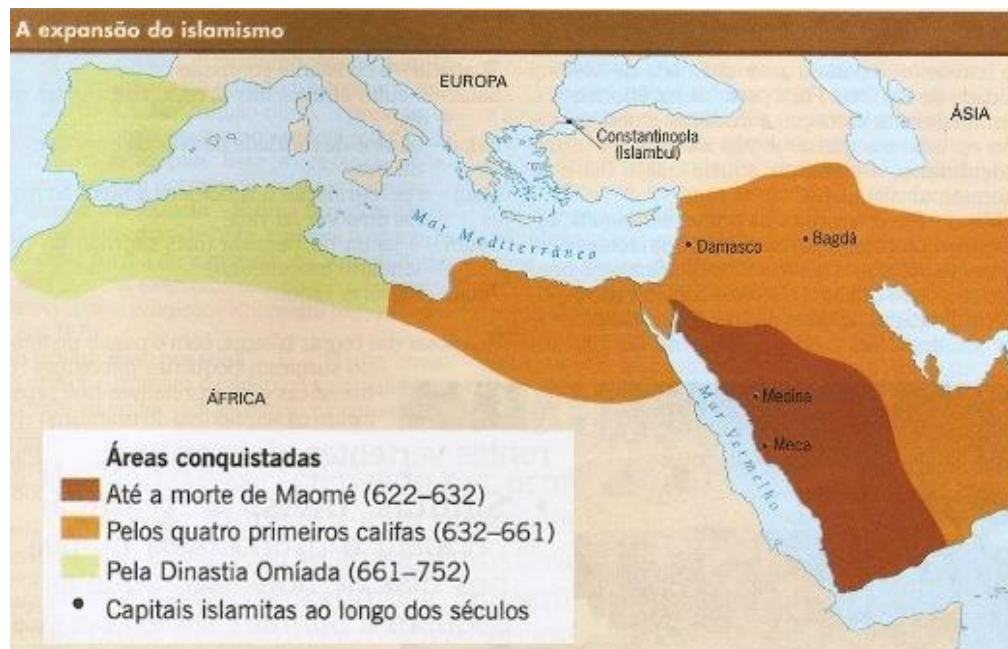 A expansão do islamismo
EUROPA
ÁSIA
Constantinopla
(Islambul)
Mar Mediterrâneo
Damasco
Bagdá
Medina
Meca
Mar Vermelho
ÁFRICA
Áreas conquistadas
Até a morte de Maomé (622–632)
Pelos quatro primeiros califas (632–661)
Pela Dinastia Omíada (661–752)
Capitais islamitas ao longo dos séculos